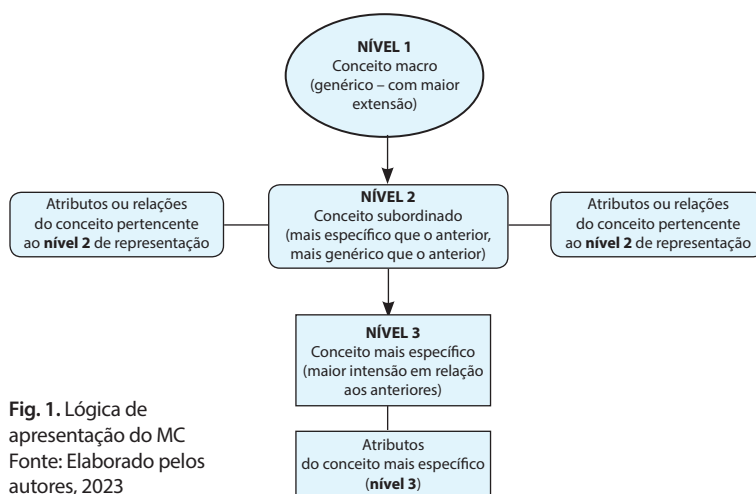 NÍVEL 1
Conceito macro
(genérico – com maior
extensão)
Atributos ou relações
do conceito pertencente
ao nível 2 de representação
NÍVEL 2
Conceito subordinado
(mais específico que o anterior,
mais genérico que o anterior)
Atributos ou relações
do conceito pertencente
ao nível 2 de representação
NÍVEL 3
Conceito mais específico
(maior intensão em relação
aos anteriores)
Atributos
do conceito mais específico
(nível 3)
Fig. 1. Lógica de
apresentação do MC
Fonte: Elaborado pelos
autores, 2023